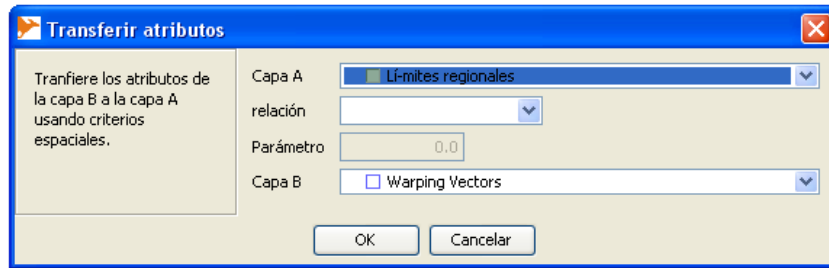 Transferir atributos
Tranfiere los atributos de
la capa B a la capa A
usando criterios
espaciales.
Capa A
Lí-mites regionales
relación
Parámetro
0.0
Capa B
Warping Vectors
OK
Cancelar